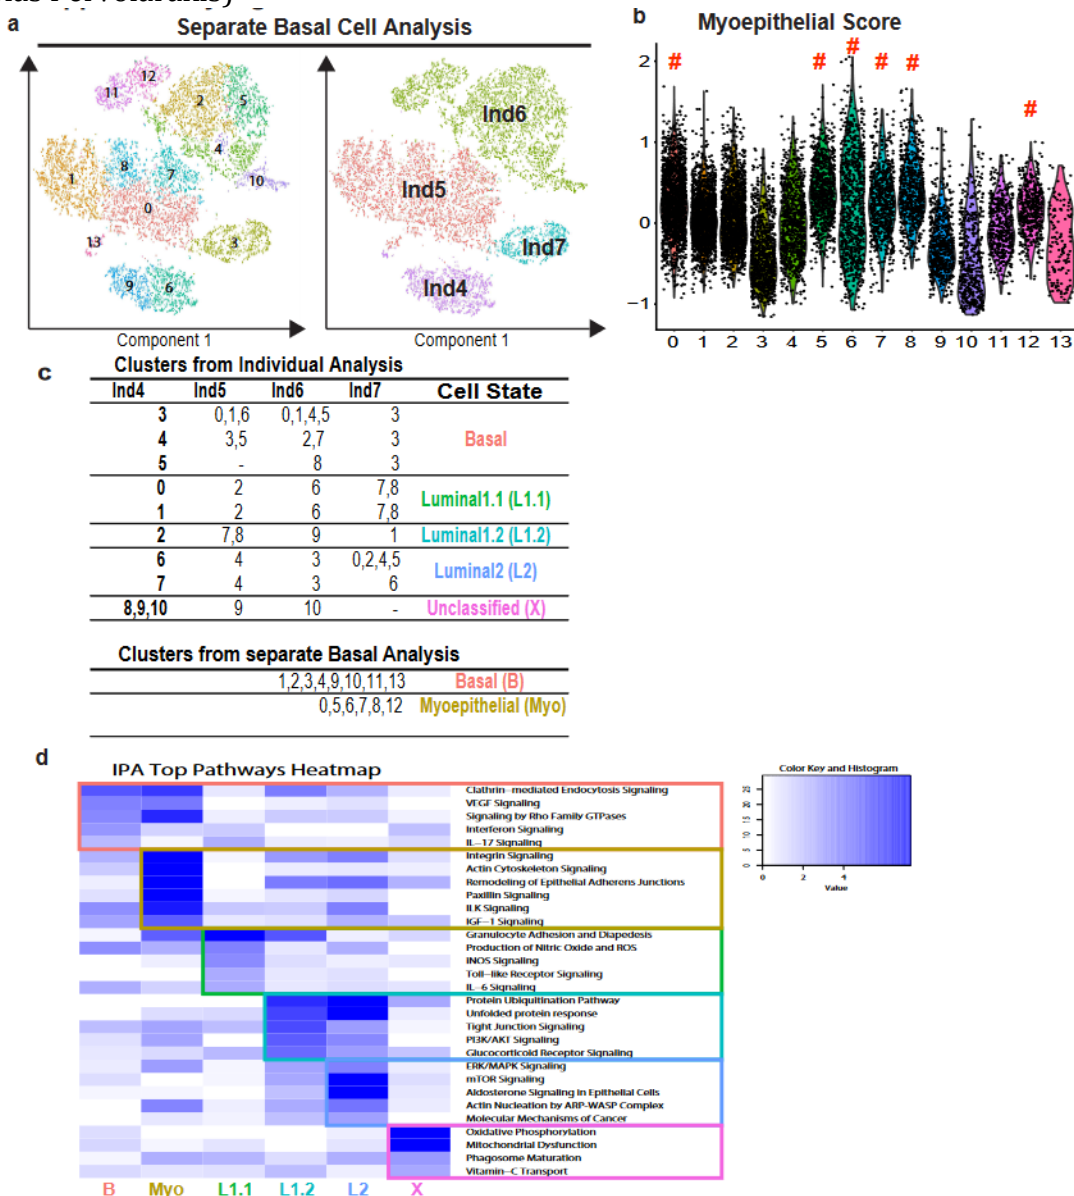 a
Separate Basal Cell Analysis
12
11
2
5
4
1
8
7
10
0
13
3
9
6
Component 1
Ind6
Ind5
Ind7
Ind4
Component 1
b
Myoepithelial Score
# # # # # #
2
1
0
−1
0 1 2 3 4 5 6 7 8 9 10 11 12 13
c
Clusters from Individual Analysis
Ind4 Ind5 Ind6 Ind7 Cell State
3 0,1,6 0,1,4,5 3
4 3,5 2,7 3 Basal
5 - 8 3
0 2 6 7,8 Luminal1.1 (L1.1)
1 2 6 7,8
2 7,8 9 1 Luminal1.2 (L1.2)
6 4 3 0,2,4,5 Luminal2 (L2)
7 4 3 6
8,9,10 9 10 - Unclassified (X)
Clusters from separate Basal Analysis
1,2,3,4,9,10,11,13 Basal (B)
0,5,6,7,8,12 Myoepithelial (Myo)
d
IPA Top Pathways Heatmap
Clathrin−mediated Endocytosis Signaling
VEGF Signaling
Signaling by Rho Family GTPases
Interferon Signaling
IL−17 Signaling
Integrin Signaling
Actin Cytoskeleton Signaling
Remodeling of Epithelial Adherens Junctions
Paxillin Signaling
ILK Signaling
IGF−1 Signaling
Granulocyte Adhesion and Diapedesis
Production of Nitric Oxide and ROS
iNOS Signaling
Toll−like Receptor Signaling
IL−6 Signaling
Protein Ubiquitination Pathway
Unfolded protein response
Tight Junction Signaling
PI3K/AKT Signaling
Glucocorticoid Receptor Signaling
ERK/MAPK Signaling
mTOR Signaling
Aldosterone Signaling in Epithelial Cells
Actin Nucleation by ARP−WASP Complex
Molecular Mechanisms of Cancer
Oxidative Phosphorylation
Mitochondrial Dysfunction
Phagosome Maturation
Vitamin−C Transport
B Myo L1.1 L1.2 L2 X
Color Key and Histogram
0 5 10 15 20 25
0 2 4
Value